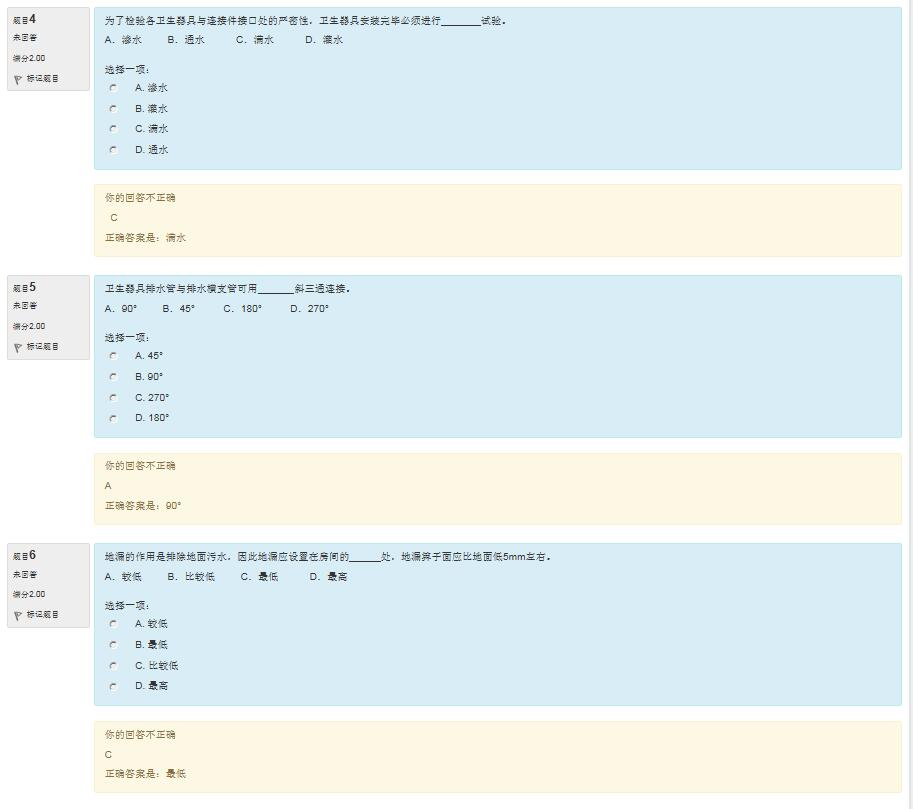 题目4
未回答
满分2.00
标记题目
为了检验各卫生器具与连接件接口处的严密性，卫生器具安装完毕必须进行________试验。
A．渗水 B．通水 C．满水 D．灌水
选择一项：
A. 渗水
B. 灌水
C. 满水
D. 通水
你的回答不正确
C
正确答案是：满水
题目5
未回答
满分2.00
标记题目
卫生器具排水管与排水横支管可用_______斜三通连接。
A．90° B．45° C．180° D．270°
选择一项：
A. 45°
B. 90°
C. 270°
D. 180°
你的回答不正确
A
正确答案是：90°
题目6
未回答
满分2.00
标记题目
地漏的作用是排除地面污水，因此地漏应设置在房间的______处，地漏箅子面应比地面低5mm左右。
A．较低 B．比较低 C．最低 D．最高
选择一项：
A. 较低
B. 最低
C. 比较低
D. 最高
你的回答不正确
C
正确答案是：最低